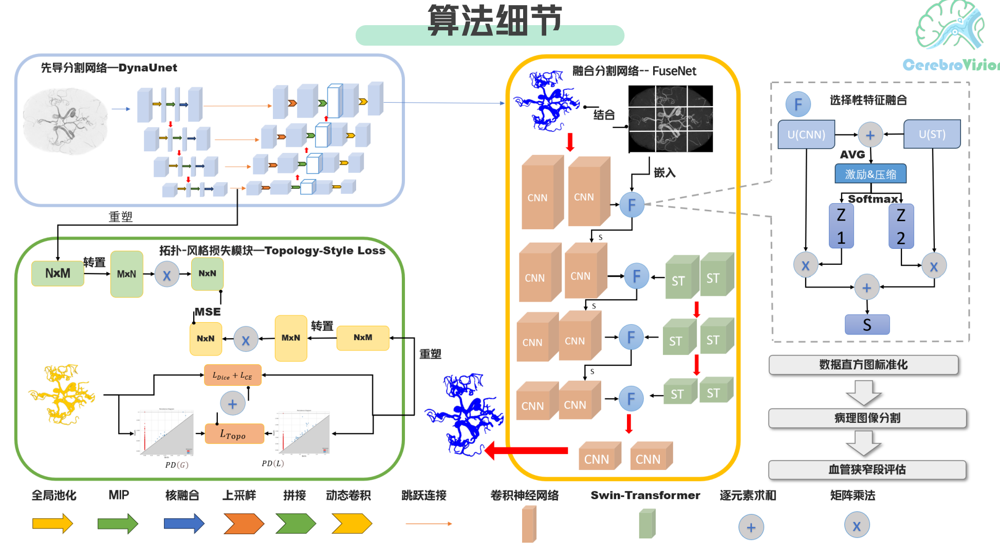 算法细节
CerebroVision
先导分割网络—DynaUnet
重塑
拓扑-风格损失模块—Topology-Style Loss
NxM
转置
MxN
X
NxN
MSE
NxN
X
MxN
转置
NxM
重塑
L_Dice + L_CE
+
L_Topo
Persistence Diagram
Persistence Diagram
PD(G)
PD(L)
融合分割网络-- FuseNet
结合
嵌入
CNN
CNN
F
S
CNN
CNN
F
ST
ST
S
CNN
CNN
F
ST
ST
S
CNN
CNN
F
ST
ST
CNN
CNN
F
选择性特征融合
U(CNN)
+
U(ST)
AVG
激励&压缩
Softmax
Z
1
Z
2
X
X
+
S
数据直方图标准化
病理图像分割
血管狭窄段评估
全局池化
MIP
核融合
上采样
拼接
动态卷积
跳跃连接
卷积神经网络
Swin-Transformer
逐元素求和
矩阵乘法
+
X